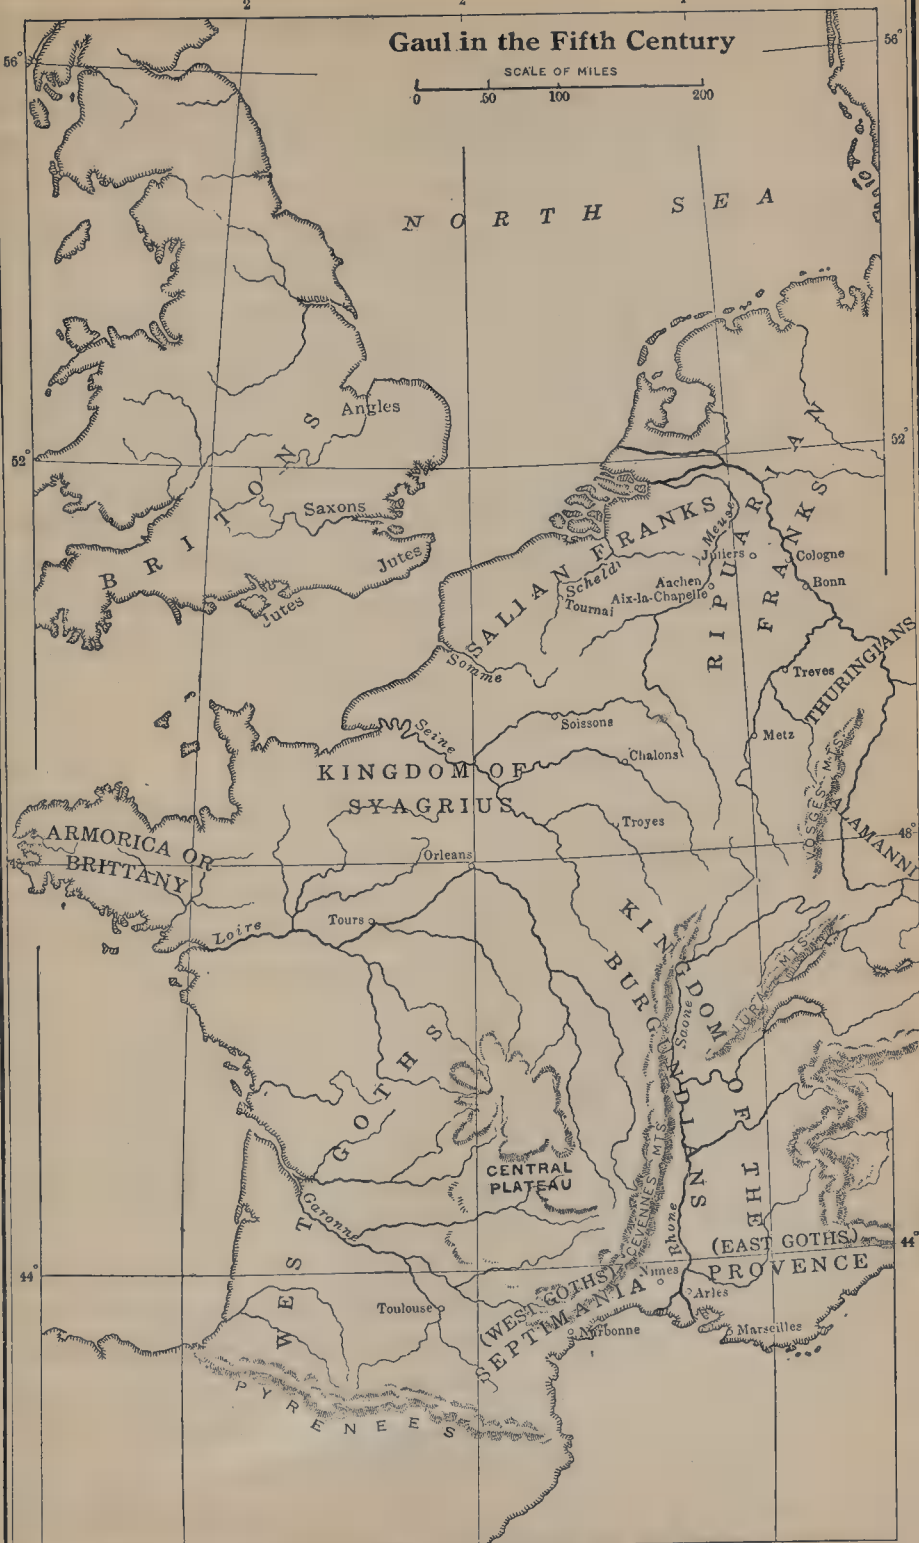 2
2
4
Gaul in the Fifth Century
SCALE OF MILES
0 50 100 200
56°
56°
NORTH SEA
Angles
52°
52°
BRITONS
Saxons
Jutes
Jutes
SALIAN FRANKS
RIPUARIAN
FRANKS
Meuse
Juliers
Cologne
Aachen
Aix-la-Chapelle
Bonn
Scheldt
Tournai
Somme
Treves
THURINGIANS
Seine
Soissons
Metz
Chalons
KINGDOM OF
SYAGRIUS
VOSGES MTS.
ALAMANNI
Troyes
ARMORICA OR
BRITTANY
48°
48°
Orleans
Tours
Loire
KINGDOM OF THE
BURGUNDIANS
Saone
JURA MTS.
WEST GOTHS
CENTRAL
PLATEAU
CEVENNES MTS.
Garonne
Rhone
(EAST GOTHS)
PROVENCE
44°
44°
(WEST GOTHS)
SEPTIMANIA
Nimes
Arles
Toulouse
Narbonne
Marseilles
PYRENEES